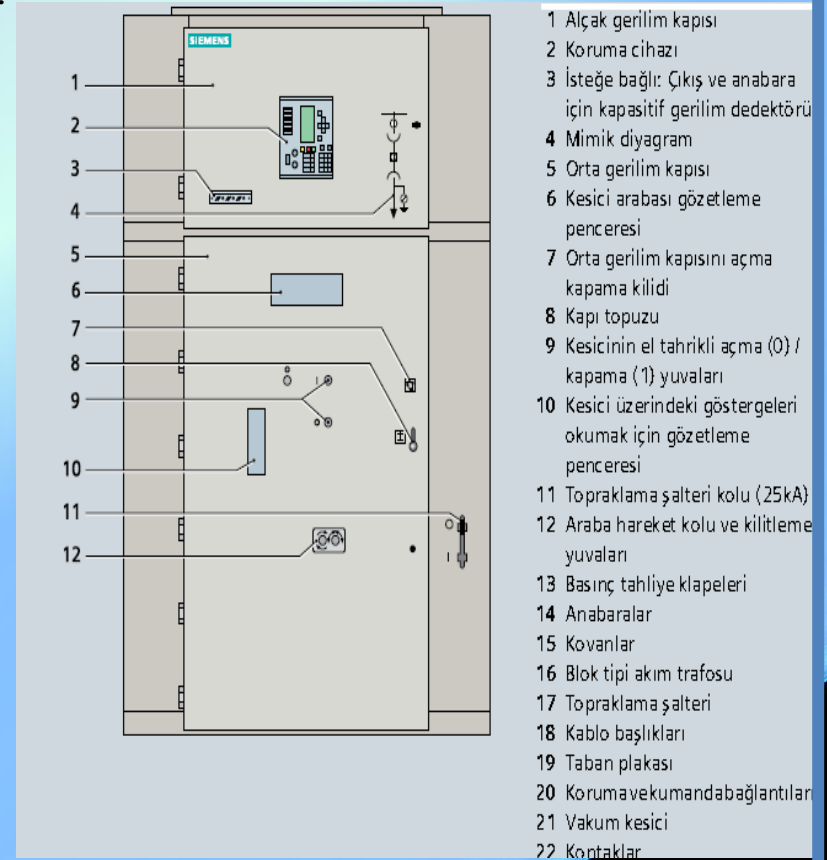 SIEMENS
1
2
3
4
5
6
7
8
9
10
11
12
1 Alçak gerilim kapısı
2 Koruma cihazı
3 İsteğe bağlı: Çıkış ve anabara
için kapasitif gerilim dedektörü
4 Mimik diyagram
5 Orta gerilim kapısı
6 Kesici arabası gözetleme
penceresi
7 Orta gerilim kapısını açma
kapama kilidi
8 Kapı topuzu
9 Kesicinin el tahrikli açma (0) /
kapama (1) yuvaları
10 Kesici üzerindeki göstergeleri
okumak için gözetleme
penceresi
11 Topraklama şalteri kolu (25kA)
12 Araba hareket kolu ve kilitleme
yuvaları
13 Basınç tahliye klapeleri
14 Anabaralar
15 Kovanlar
16 Blok tipi akım trafosu
17 Topraklama şalteri
18 Kablo başlıkları
19 Taban plakası
20 Korumavekumandabağlantıları
21 Vakum kesici
22 Kontaklar